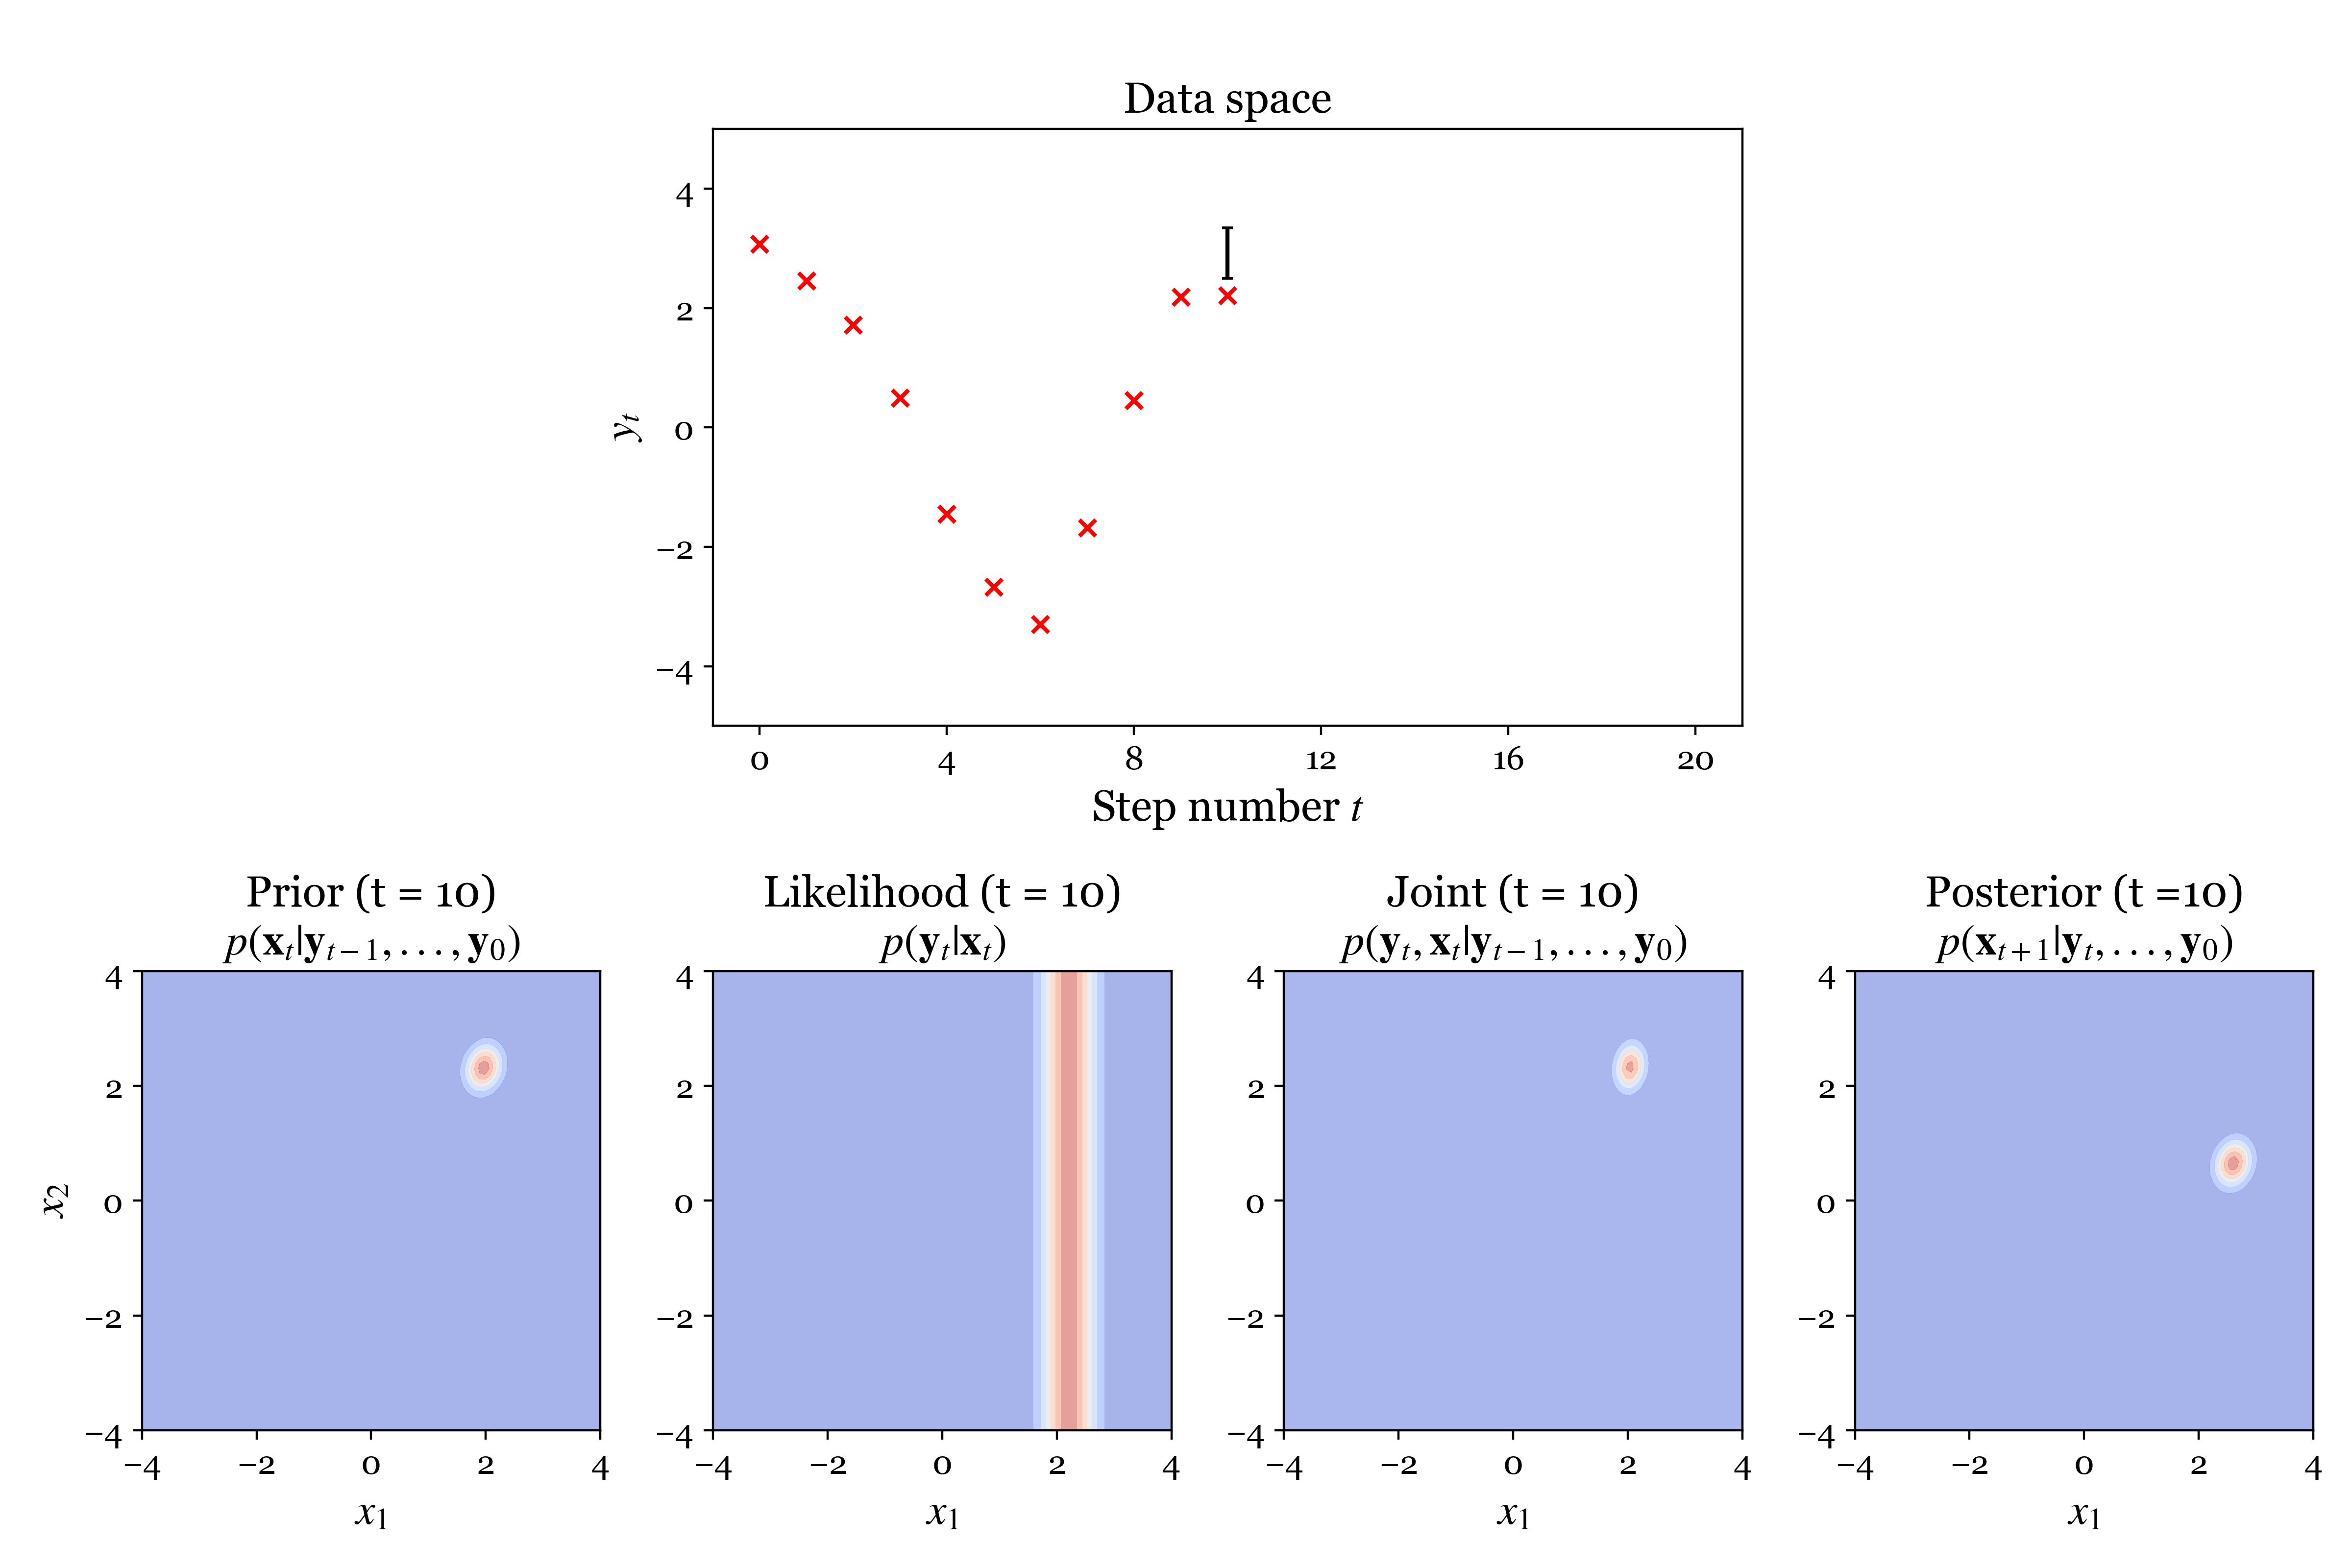 Data space
4
2
0
−2
−4
y_t
0 4 8 12 16 20
Step number t
Prior (t = 10)
p(x_t|y_{t−1}, . . . , y_0)
Likelihood (t = 10)
p(y_t|x_t)
Joint (t = 10)
p(y_t, x_t|y_{t−1}, . . . , y_0)
Posterior (t =10)
p(x_{t+1}|y_t, . . . , y_0)
4
2
0
−2
−4
x_2
−4 −2 0 2 4
x_1
4
2
0
−2
−4
−4 −2 0 2 4
x_1
4
2
0
−2
−4
−4 −2 0 2 4
x_1
4
2
0
−2
−4
−4 −2 0 2 4
x_1